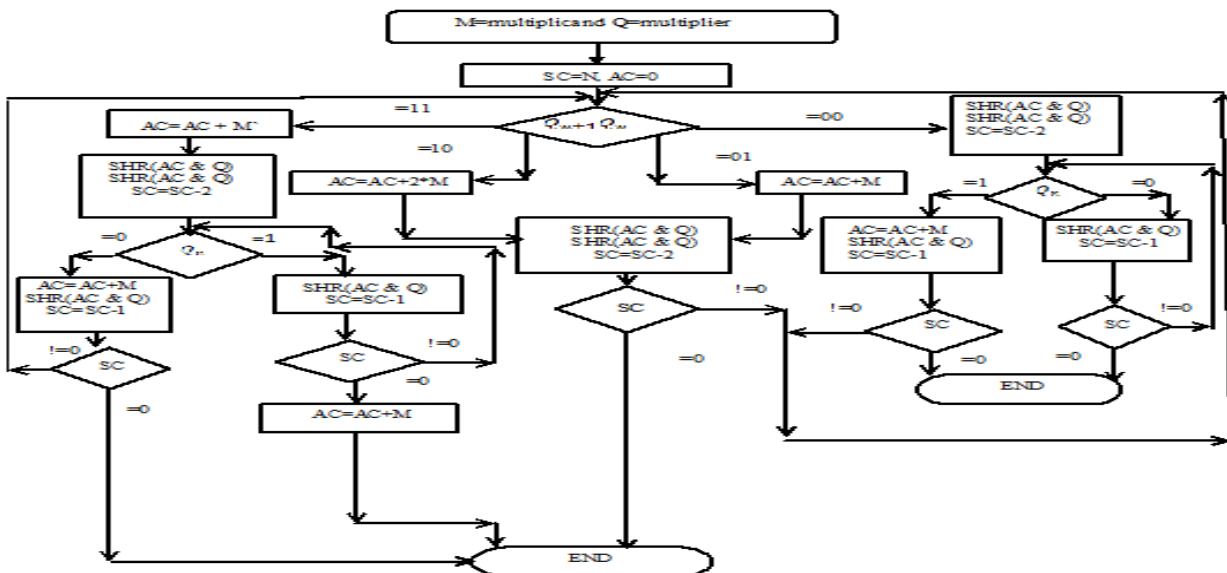 M=multiplicand Q=multiplier
SC=N, AC=0
=11
=00
=10
=01
AC=AC + M`
SHR(AC & Q)
SHR(AC & Q)
SC=SC-2
AC=AC+2*M
AC=AC+M
SHR(AC & Q)
SHR(AC & Q)
SC=SC-2
=0
=1
AC=AC+M
SHR(AC & Q)
SC=SC-1
SHR(AC & Q)
SC=SC-1
SHR(AC & Q)
SHR(AC & Q)
SC=SC-2
=1
=0
AC=AC+M
SHR(AC & Q)
SC=SC-1
SHR(AC & Q)
SC=SC-1
!=0
SC
=0
!=0
SC
=0
AC=AC+M
!=0
SC
=0
!=0
SC
=0
!=0
SC
=0
END
END